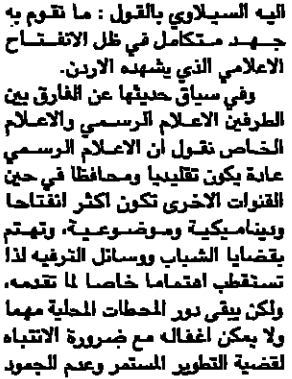 اليه السيلاوي بالقول : ما نقوم به
جهد متكامل في ظل الانفتاح
الاعلامي الذي يشهده الاردن.
وفي سياق حديثها عن الفارق بين
الطرفين الاعلام الرسمي والاعلام
الخاص نقول ان الاعلام الرسمي
عادة يكون تقليديا ومحافظا في حين
القنوات الاخرى تكون اكثر انفتاحا
وديناميكية وموضوعية، وتهتم
بقضايا الشباب ووسائل الترفيه لذا
تستقطب اهتماما خاصا لما تقدمه،
ولكن يبقى دور المحطات المحلية مهما
ولا يمكن اغفاله مع ضرورة الانتباه
لقضية التطوير المستمر وعدم الجمود